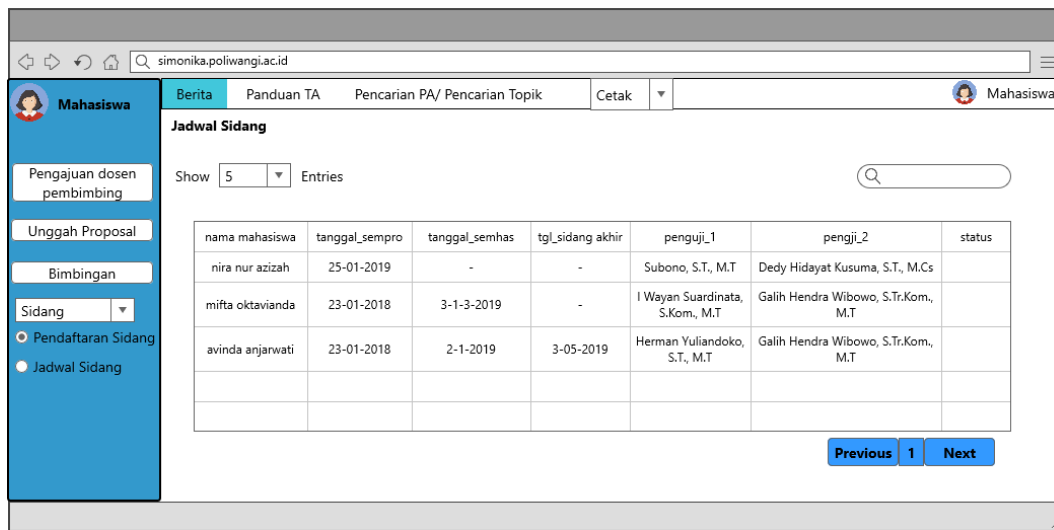 simonika.poliwangi.ac.id
Mahasiswa
Berita Panduan TA Pencarian PA/ Pencarian Topik Cetak Mahasiswa
Jadwal Sidang
Show 5 Entries
Pengajuan dosen
pembimbing
Unggah Proposal
Bimbingan
Sidang
Pendaftaran Sidang
Jadwal Sidang
nama mahasiswa tanggal_sempro tanggal_semhas tgl_sidang akhir penguji_1 pengji_2 status
nira nur azizah 25-01-2019 - - Subono, S.T., M.T Dedy Hidayat Kusuma, S.T., M.Cs
mifta oktavianda 23-01-2018 3-1-3-2019 - I Wayan Suardinata, Galih Hendra Wibowo, S.Tr.Kom.,
S.Kom., M.T M.T
avinda anjarwati 23-01-2018 2-1-2019 3-05-2019 Herman Yuliandoko, Galih Hendra Wibowo, S.Tr.Kom.,
S.T., M.T M.T
Previous 1 Next